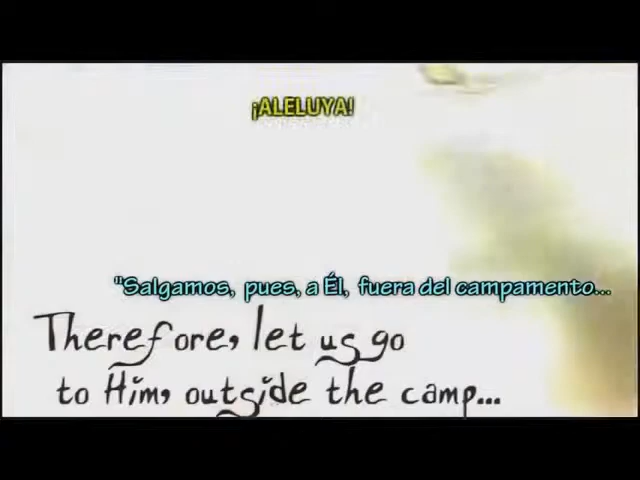 ¡ALELUYA!
"Salgamos, pues, a Él, fuera del campamento...
Therefore, let us go
to Him, outside the camp...